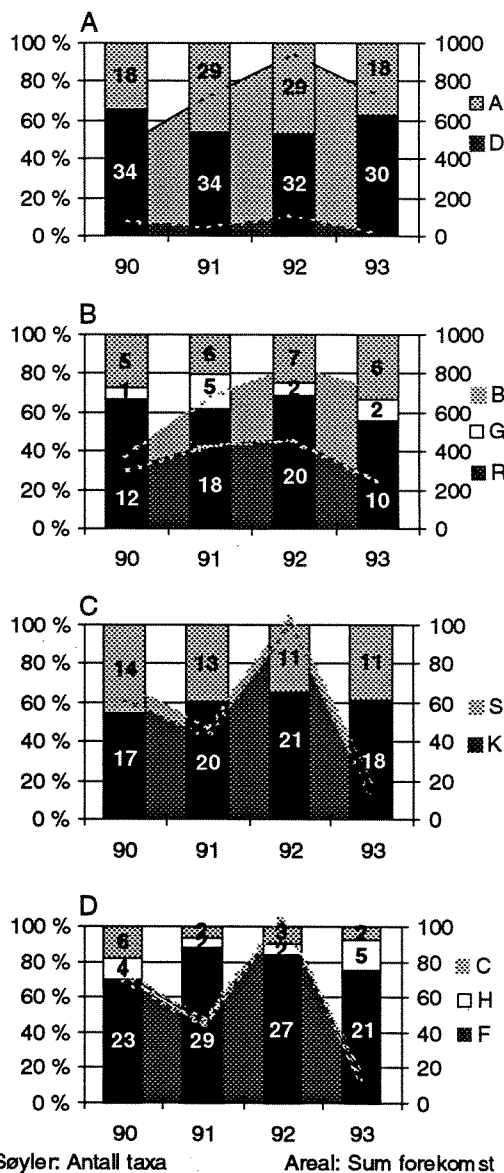 A
100 % 1000
18 29 29 18
80 % 800
A
60 % 600
D
40 % 34 34 32 30 400
20 % 200
0 % 0
90 91 92 93
B
100 % 1000
5 6 7 6
80 % 800
1 5 2 2
B
60 % 600
G
40 % 400
R
20 % 12 18 20 10 200
0 % 0
90 91 92 93
C
100 % 100
80 % 14 13 11 11 80
60 % 60
S
40 % 40
K
20 % 17 20 21 18 20
0 % 0
90 91 92 93
D
100 % 100
6 2 3 2
80 % 4 2 2 5 80
C
60 % 60
H
40 % 40
F
23 29 27 21
20 % 20
0 % 0
90 91 92 93
Søyler: Antall taxa Areal: Sum forekomst